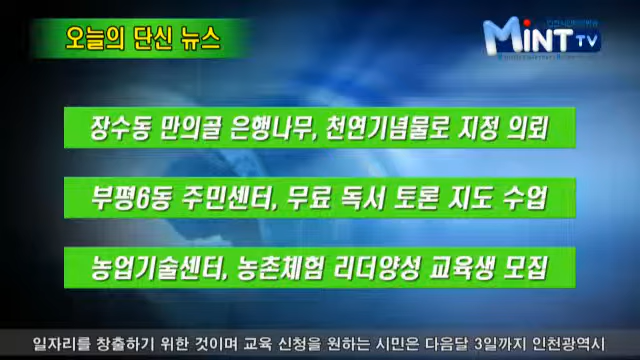 오늘의 단신 뉴스
MiNT TV
장수동 만의골 은행나무, 천연기념물로 지정 의뢰
부평6동 주민센터, 무료 독서 토론 지도 수업
농업기술센터, 농촌체험 리더양성 교육생 모집
일자리를 창출하기 위한 것이며 교육 신청을 원하는 시민은 다음달 3일까지 인천광역시